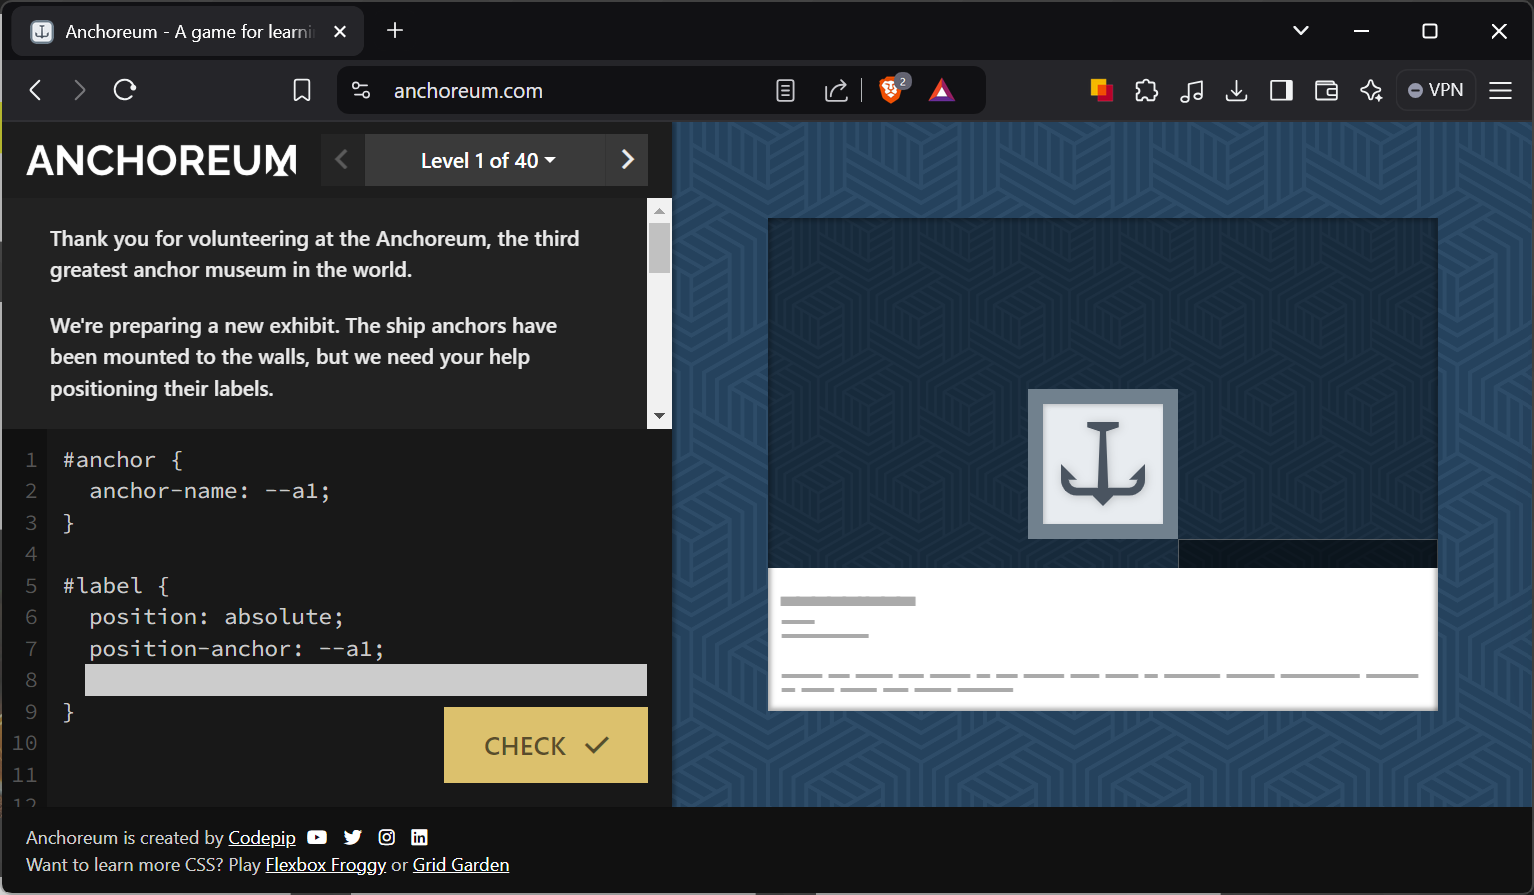 Anchoreum - A game for learni
anchoreum.com
2
VPN
ANCHOREUM
Level 1 of 40
Thank you for volunteering at the Anchoreum, the third
greatest anchor museum in the world.
We're preparing a new exhibit. The ship anchors have
been mounted to the walls, but we need your help
positioning their labels.
1 #anchor {
2 anchor-name: --a1;
3 }
4
5 #label {
6 position: absolute;
7 position-anchor: --a1;
8
9 }
10
11
12
CHECK
Anchoreum is created by Codepip
Want to learn more CSS? Play Flexbox Froggy or Grid Garden